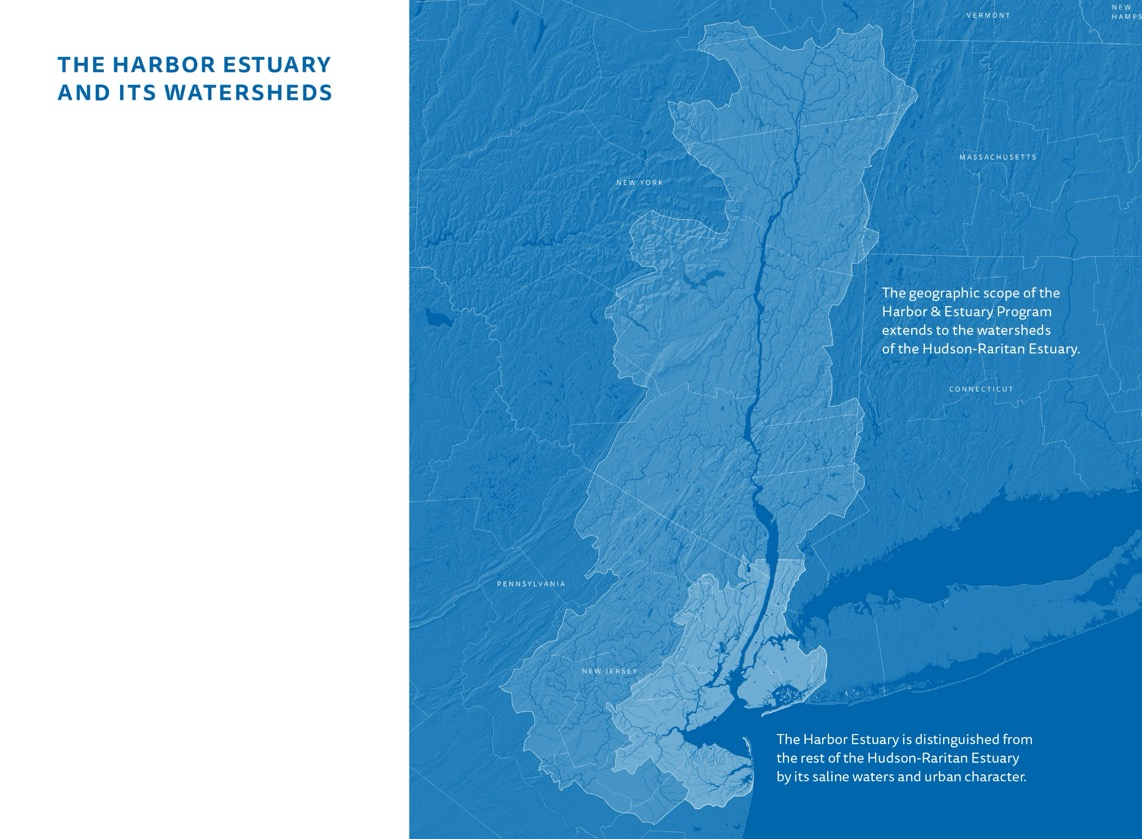 THE HARBOR ESTUARY
AND ITS WATERSHEDS
VERMONT
NEW
HAMPS
MASSACHUSETTS
NEW YORK
The geographic scope of the
Harbor & Estuary Program
extends to the watersheds
of the Hudson-Raritan Estuary.
CONNECTICUT
PENNSYLVANIA
NEW JERSEY
The Harbor Estuary is distinguished from
the rest of the Hudson-Raritan Estuary
by its saline waters and urban character.